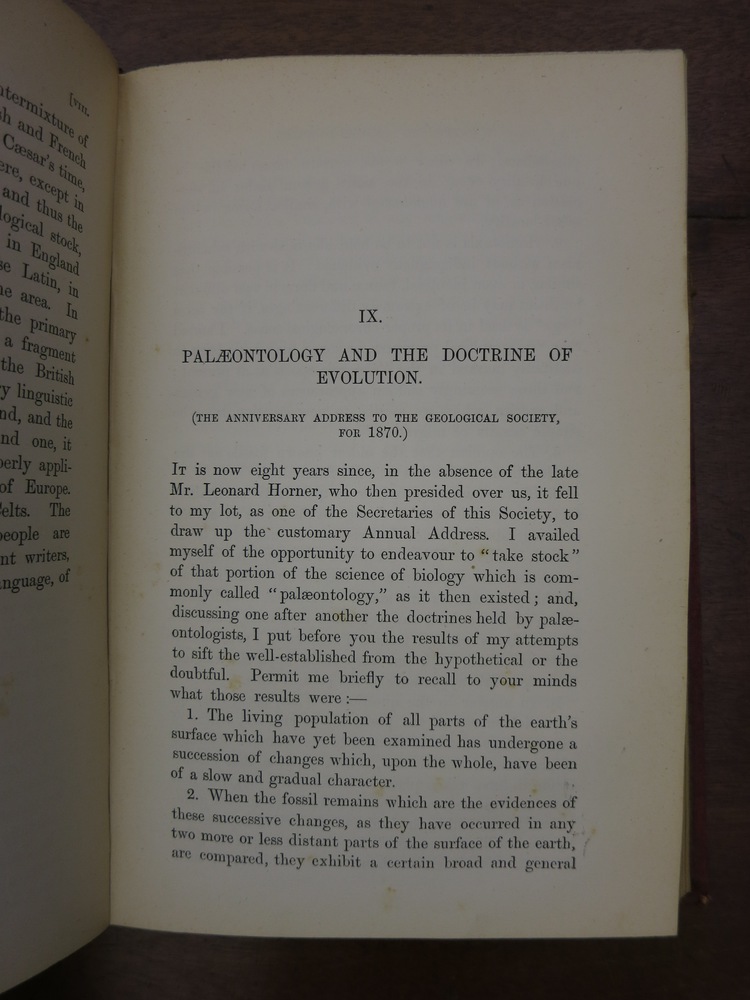 [VIII.
ntermixture of
sh and French
Cæsar's time,
ere, except in
and thus the
logical stock,
in England
se Latin, in
ne area. In
the primary
a fragment
the British
y linguistic
nd, and the
nd one, it
perly appli-
of Europe.
Celts. The
people are
nt writers,
anguage, of
IX.
PALÆONTOLOGY AND THE DOCTRINE OF
EVOLUTION.
(THE ANNIVERSARY ADDRESS TO THE GEOLOGICAL SOCIETY,
FOR 1870.)
IT is now eight years since, in the absence of the late
Mr. Leonard Horner, who then presided over us, it fell
to my lot, as one of the Secretaries of this Society, to
draw up the customary Annual Address. I availed
myself of the opportunity to endeavour to “take stock”
of that portion of the science of biology which is com-
monly called “palæontology,” as it then existed; and,
discussing one after another the doctrines held by palæ-
ontologists, I put before you the results of my attempts
to sift the well-established from the hypothetical or the
doubtful. Permit me briefly to recall to your minds
what those results were :—
1. The living population of all parts of the earth's
surface which have yet been examined has undergone a
succession of changes which, upon the whole, have been
of a slow and gradual character.
2. When the fossil remains which are the evidences of
these successive changes, as they have occurred in any
two more or less distant parts of the surface of the earth,
are compared, they exhibit a certain broad and general